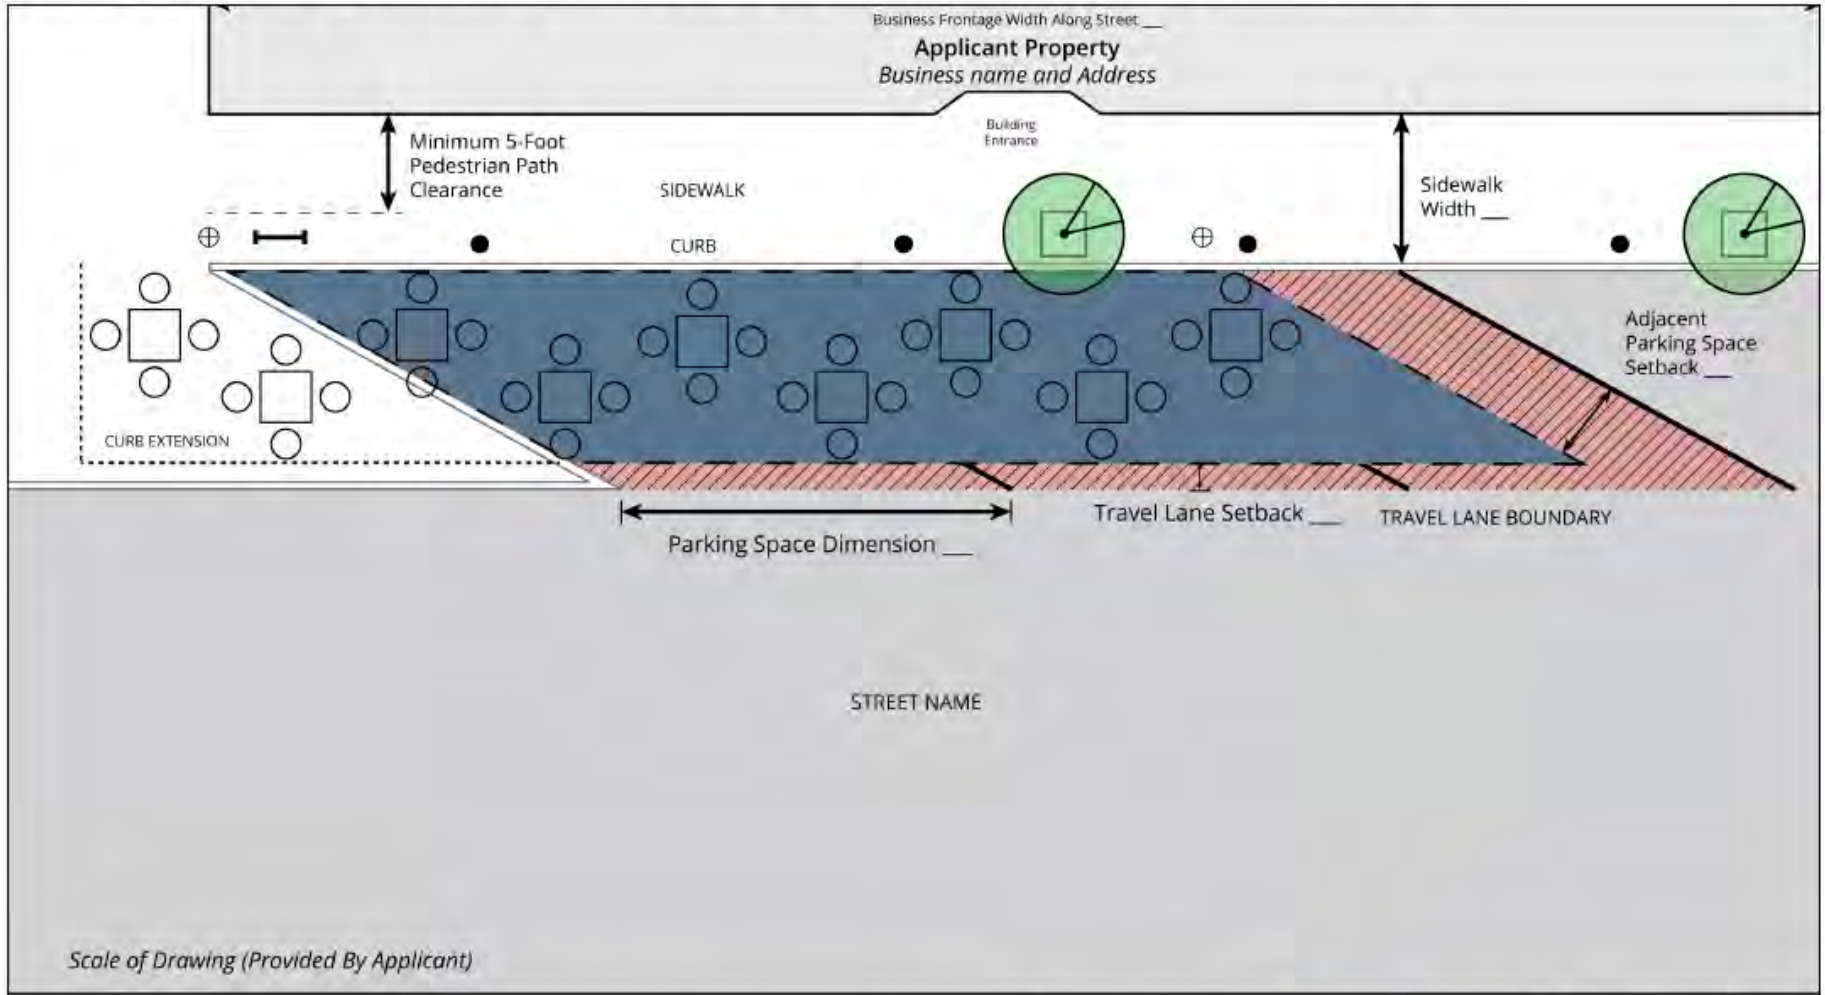 Business Frontage Width Along Street ___
Applicant Property
Business name and Address
Building
Entrance
Minimum 5-Foot
Pedestrian Path
Clearance
SIDEWALK
Sidewalk
Width ___
CURB
Adjacent
Parking Space
Setback ___
CURB EXTENSION
Travel Lane Setback ___
TRAVEL LANE BOUNDARY
Parking Space Dimension ___
STREET NAME
Scale of Drawing (Provided By Applicant)